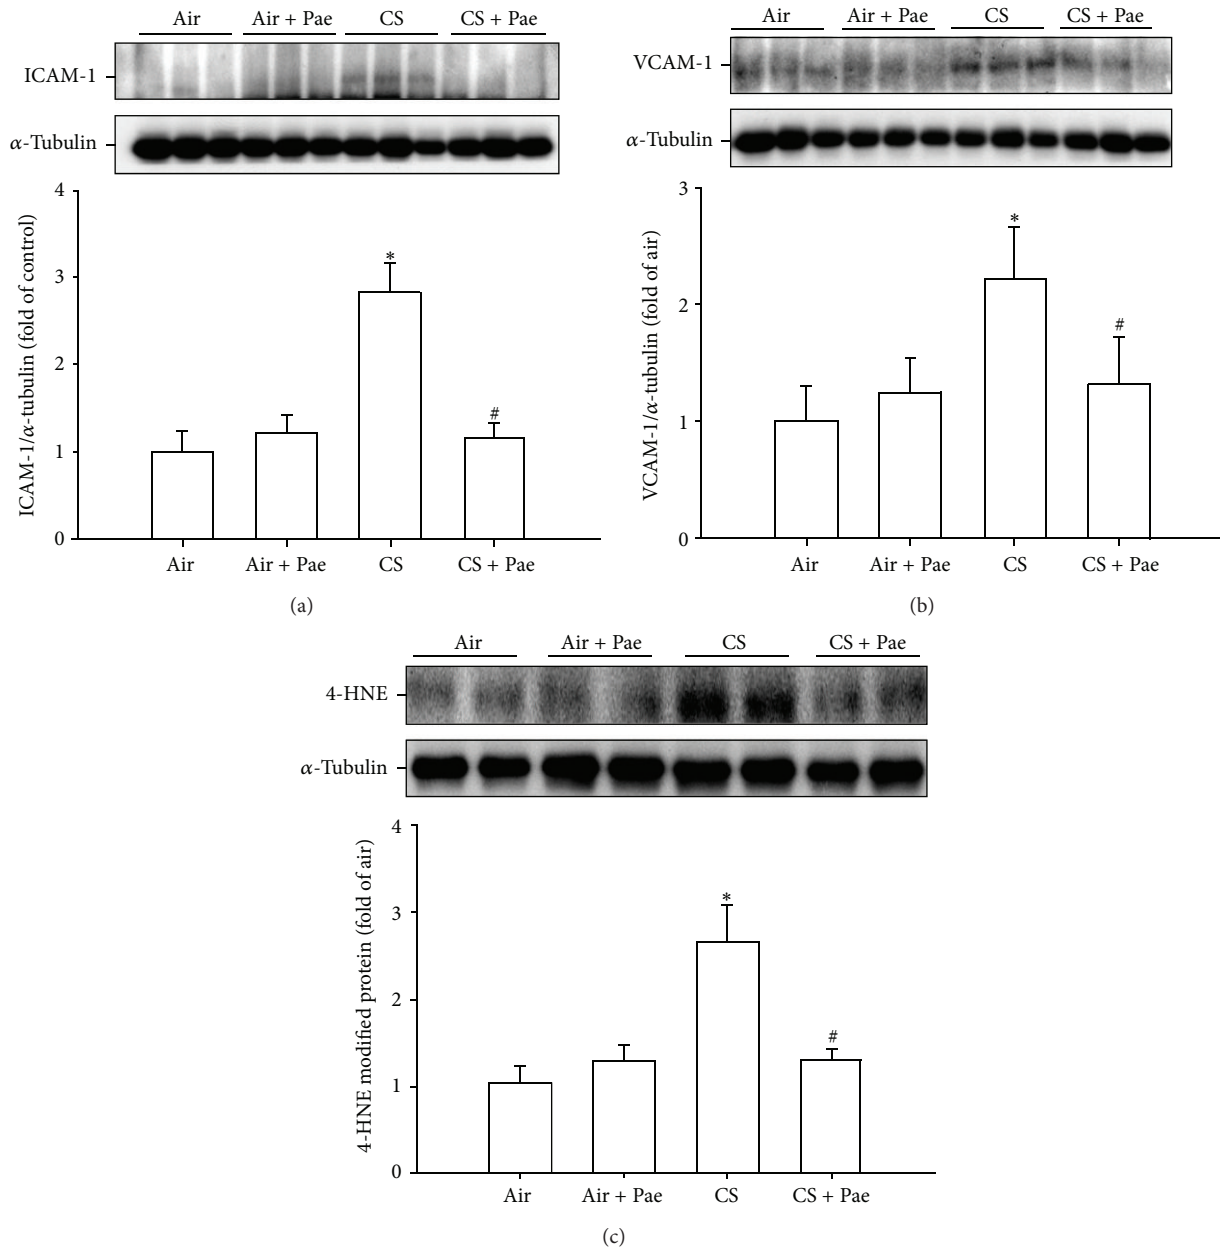 Air Air + Pae CS CS + Pae
ICAM-1
α-Tubulin
4
3
2
1
0
ICAM-1/α-tubulin (fold of control)
*
#
Air Air + Pae CS CS + Pae
(a)
Air Air + Pae CS CS + Pae
VCAM-1
α-Tubulin
3
2
1
0
VCAM-1/α-tubulin (fold of air)
*
#
Air Air + Pae CS CS + Pae
(b)
Air Air + Pae CS CS + Pae
4-HNE
α-Tubulin
4
3
2
1
0
4-HNE modified protein (fold of air)
*
#
Air Air + Pae CS CS + Pae
(c)